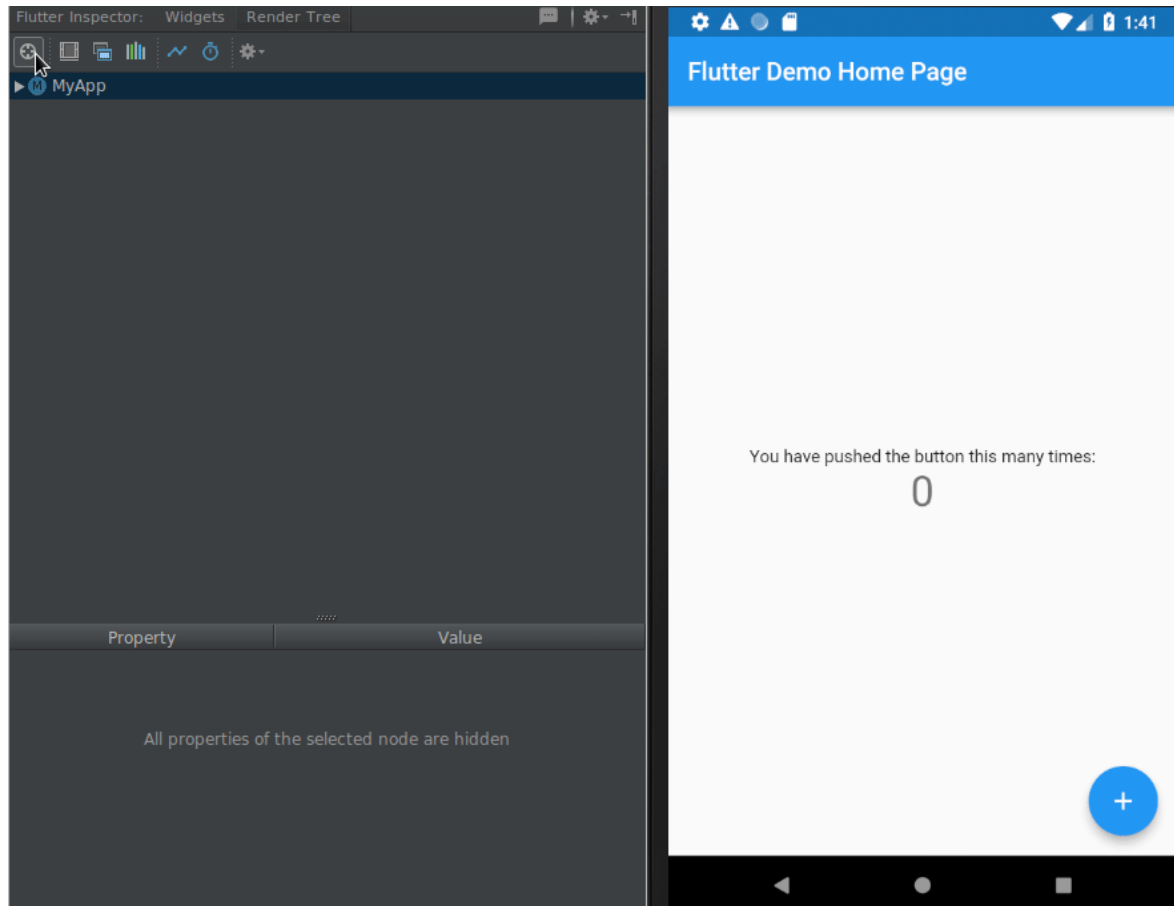 Flutter Inspector: Widgets Render Tree
M MyApp
Property Value
All properties of the selected node are hidden
1:41
Flutter Demo Home Page
You have pushed the button this many times:
0
+